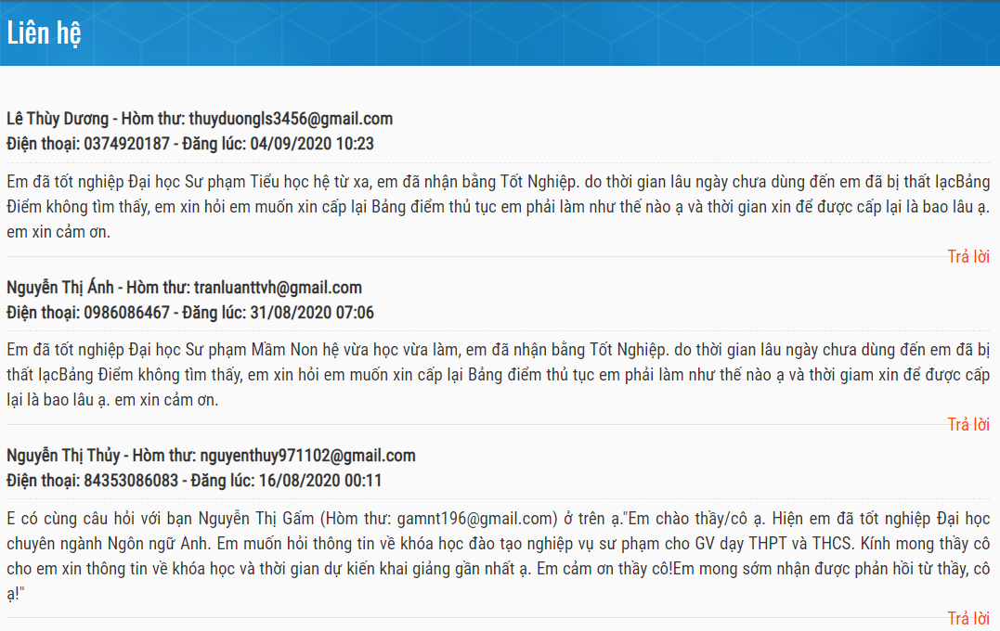 Liên hệ
Lê Thùy Dương - Hòm thư: thuyduongls3456@gmail.com
Điện thoại: 0374920187 - Đăng lúc: 04/09/2020 10:23
Em đã tốt nghiệp Đại học Sư phạm Tiểu học hệ từ xa, em đã nhận bằng Tốt Nghiệp. do thời gian lâu ngày chưa dùng đến em đã bị thất lạcBảng
Điểm không tìm thấy, em xin hỏi em muốn xin cấp lại Bảng điểm thủ tục em phải làm như thế nào ạ và thời gian xin để được cấp lại là bao lâu ạ.
em xin cảm ơn.
Trả lời
Nguyễn Thị Ánh - Hòm thư: tranluanttvh@gmail.com
Điện thoại: 0986086467 - Đăng lúc: 31/08/2020 07:06
Em đã tốt nghiệp Đại học Sư phạm Mầm Non hệ vừa học vừa làm, em đã nhận bằng Tốt Nghiệp. do thời gian lâu ngày chưa dùng đến em đã bị
thất lạcBảng Điểm không tìm thấy, em xin hỏi em muốn xin cấp lại Bảng điểm thủ tục em phải làm như thế nào ạ và thời giam xin để được cấp
lại là bao lâu ạ. em xin cảm ơn.
Trả lời
Nguyễn Thị Thủy - Hòm thư: nguyenthuy971102@gmail.com
Điện thoại: 84353086083 - Đăng lúc: 16/08/2020 00:11
E có cùng câu hỏi với bạn Nguyễn Thị Gấm (Hòm thư: gamnt196@gmail.com) ở trên ạ."Em chào thầy/cô ạ. Hiện em đã tốt nghiệp Đại học
chuyên ngành Ngôn ngữ Anh. Em muốn hỏi thông tin về khóa học đào tạo nghiệp vụ sư phạm cho GV dạy THPT và THCS. Kính mong thầy cô
cho em xin thông tin về khóa học và thời gian dự kiến khai giảng gần nhất ạ. Em cảm ơn thầy cô!Em mong sớm nhận được phản hồi từ thầy, cô
ạ!"
Trả lời